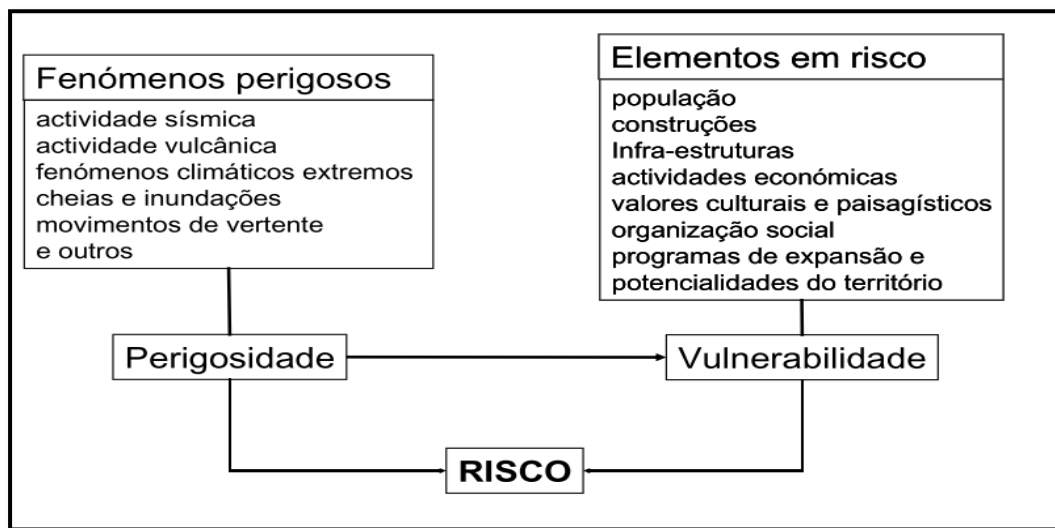 Fenómenos perigosos
actividade sísmica
actividade vulcânica
fenómenos climáticos extremos
cheias e inundações
movimentos de vertente
e outros
Elementos em risco
população
construções
Infra-estruturas
actividades económicas
valores culturais e paisagísticos
organização social
programas de expansão e
potencialidades do território
Perigosidade
Vulnerabilidade
RISCO